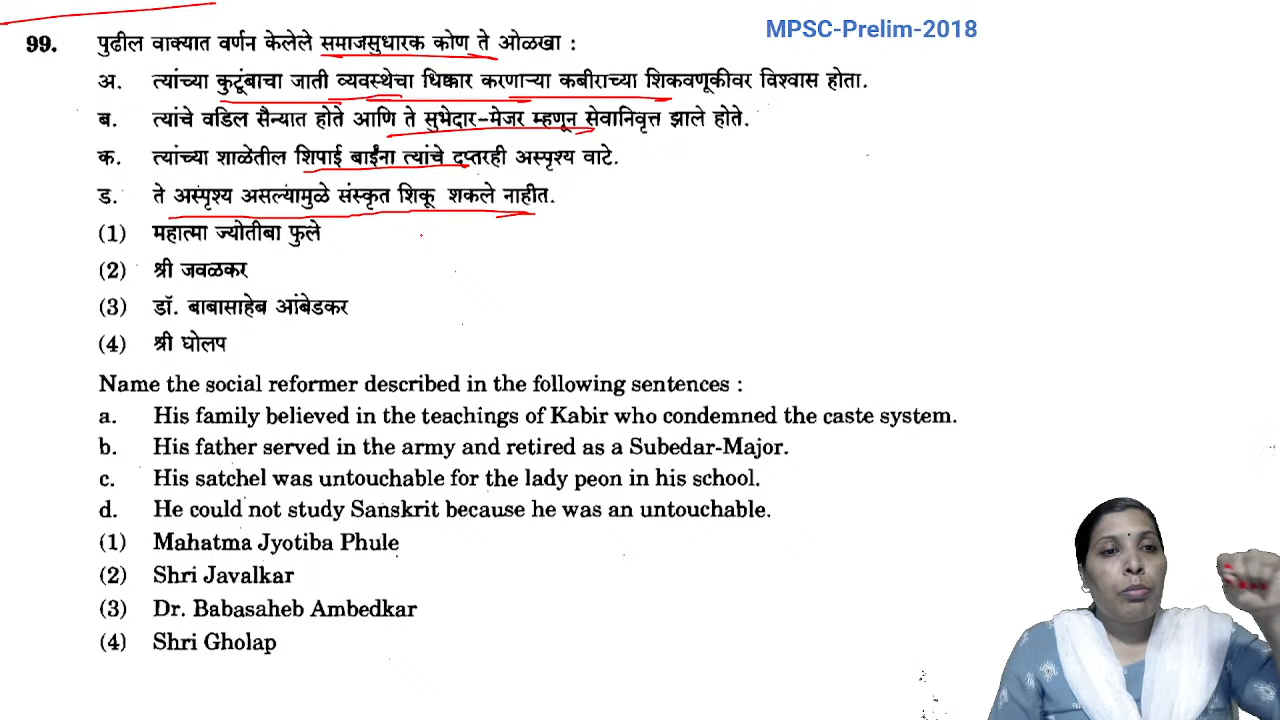 MPSC-Prelim-2018
99. पुढील वाक्यात वर्णन केलेले समाजसुधारक कोण ते ओळखा :
अ. त्यांच्या कुटूंबाचा जाती व्यवस्थेचा धिक्कार करणाऱ्या कबीराच्या शिकवणूकीवर विश्वास होता.
ब. त्यांचे वडिल सैन्यात होते आणि ते सुभेदार-मेजर म्हणून सेवानिवृत्त झाले होते.
क. त्यांच्या शाळेतील शिपाई बाईंना त्यांचे दप्तरही अस्पृश्य वाटे.
ड. ते अस्पृश्य असल्यामुळे संस्कृत शिकू शकले नाहीत.
(1) महात्मा ज्योतीबा फुले
(2) श्री जवळकर
(3) डॉ. बाबासाहेब आंबेडकर
(4) श्री घोलप
Name the social reformer described in the following sentences :
a. His family believed in the teachings of Kabir who condemned the caste system.
b. His father served in the army and retired as a Subedar-Major.
c. His satchel was untouchable for the lady peon in his school.
d. He could not study Sanskrit because he was an untouchable.
(1) Mahatma Jyotiba Phule
(2) Shri Javalkar
(3) Dr. Babasaheb Ambedkar
(4) Shri Gholap